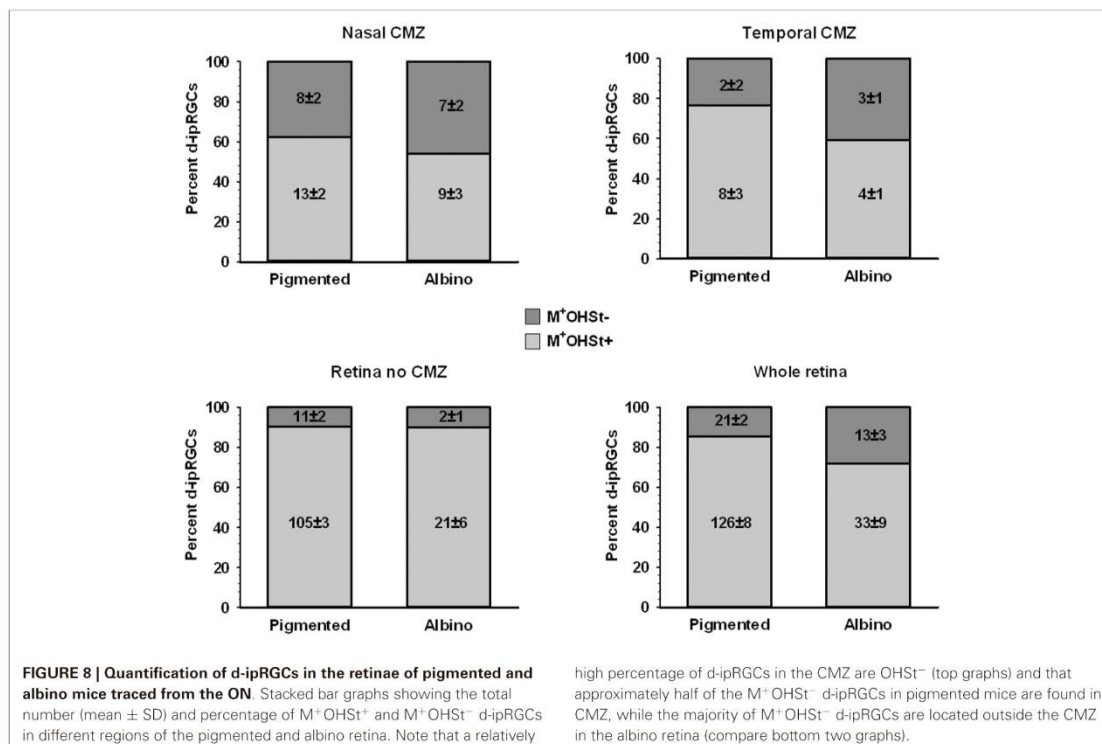 Nasal CMZ
Percent d-ipRGCs
100
80
60
40
20
0
8±2
7±2
13±2
9±3
Pigmented
Albino
Temporal CMZ
Percent d-ipRGCs
100
80
60
40
20
0
2±2
3±1
8±3
4±1
Pigmented
Albino
M⁺OHSt-
M⁺OHSt+
Retina no CMZ
Percent d-ipRGCs
100
80
60
40
20
0
11±2
2±1
105±3
21±6
Pigmented
Albino
Whole retina
Percent d-ipRGCs
100
80
60
40
20
0
21±2
13±3
126±8
33±9
Pigmented
Albino
FIGURE 8 | Quantification of d-ipRGCs in the retinae of pigmented and
albino mice traced from the ON. Stacked bar graphs showing the total
number (mean ± SD) and percentage of M⁺OHSt⁺ and M⁺OHSt⁻ d-ipRGCs
in different regions of the pigmented and albino retina. Note that a relatively
high percentage of d-ipRGCs in the CMZ are OHSt⁻ (top graphs) and that
approximately half of the M⁺OHSt⁻ d-ipRGCs in pigmented mice are found in
CMZ, while the majority of M⁺OHSt⁻ d-ipRGCs are located outside the CMZ
in the albino retina (compare bottom two graphs).